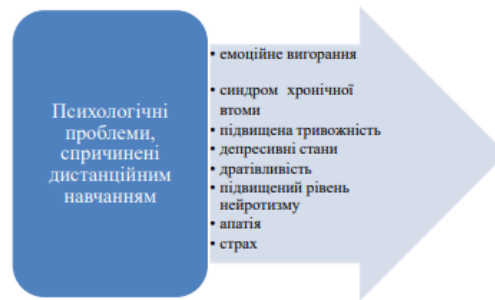 Психологічні
проблеми,
спричинені
дистанційним
навчанням
• емоційне вигорання
• синдром хронічної
втоми
• підвищена тривожність
• депресивні стани
• дратівливість
• підвищений рівень
нейротизму
• апатія
• страх